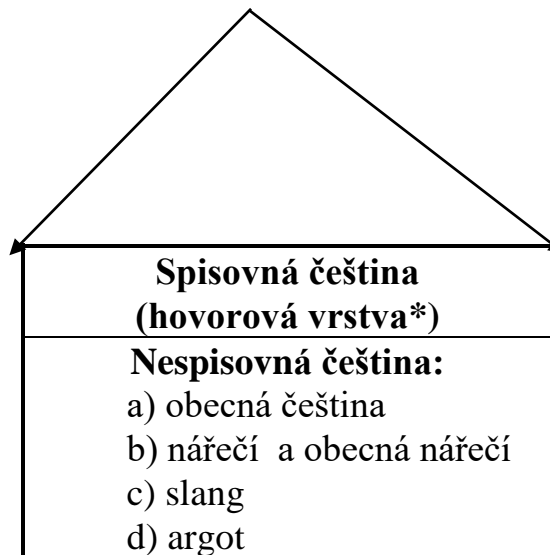 Spisovná čeština
(hovorová vrstva*)
Nespisovná čeština:
a) obecná čeština
b) nářečí a obecná nářečí
c) slang
d) argot